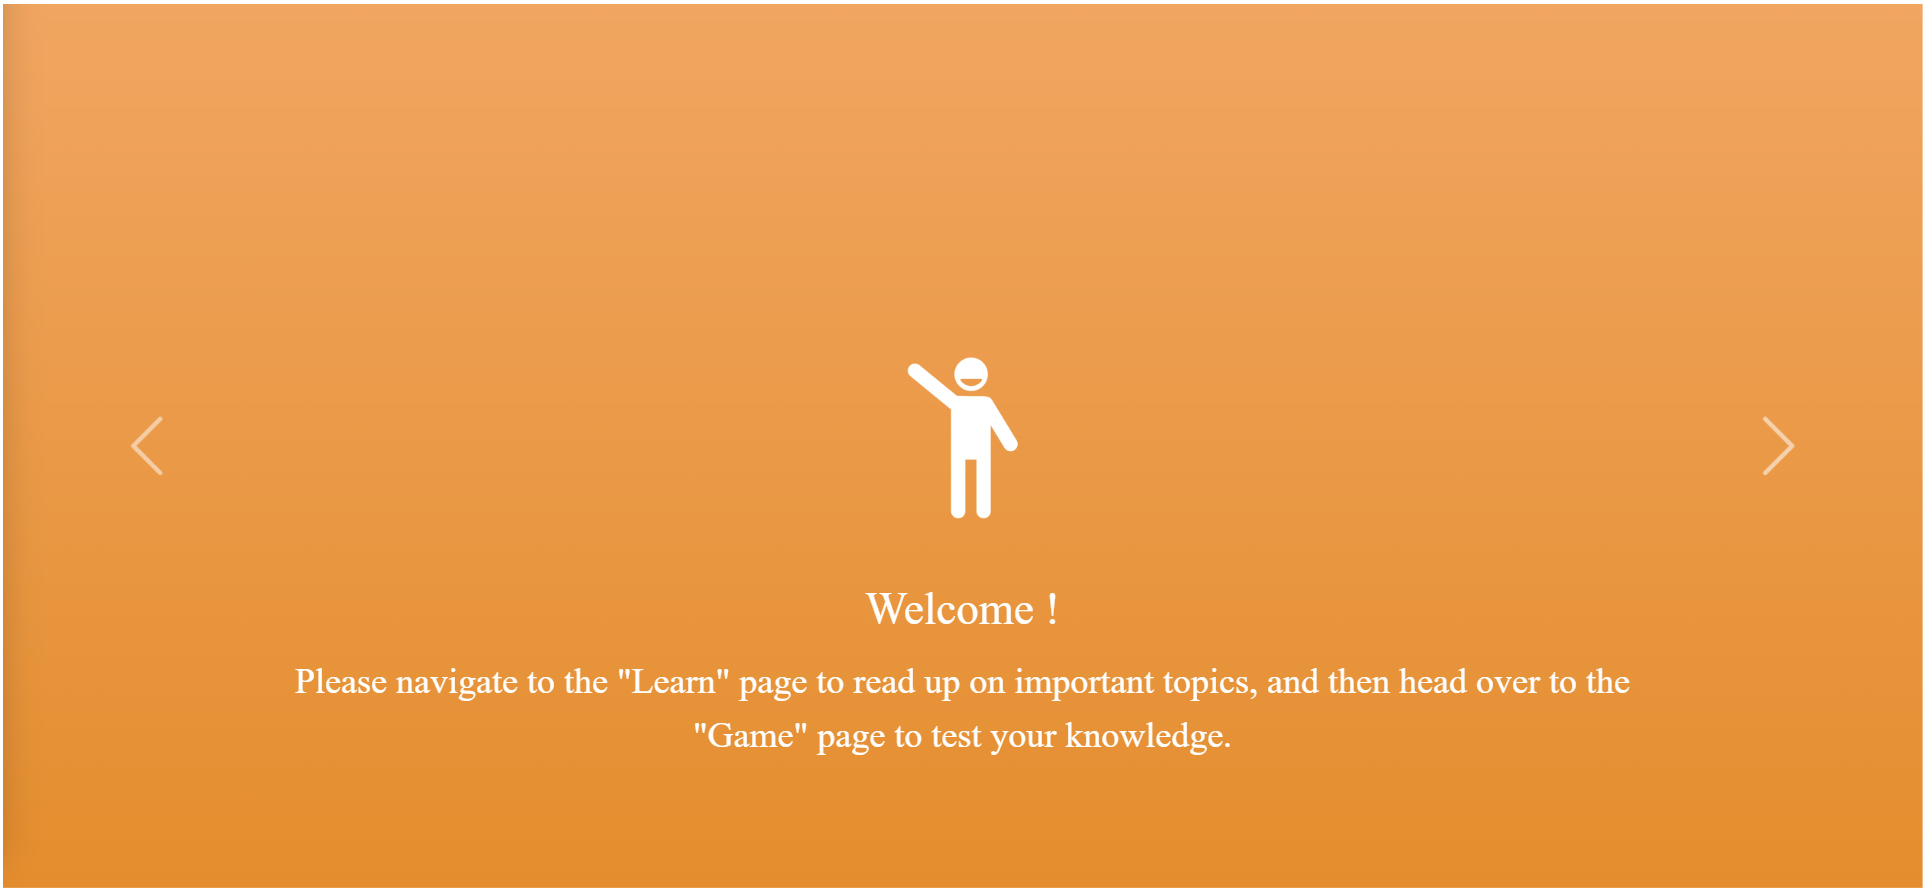 Welcome !
Please navigate to the "Learn" page to read up on important topics, and then head over to the
"Game" page to test your knowledge.